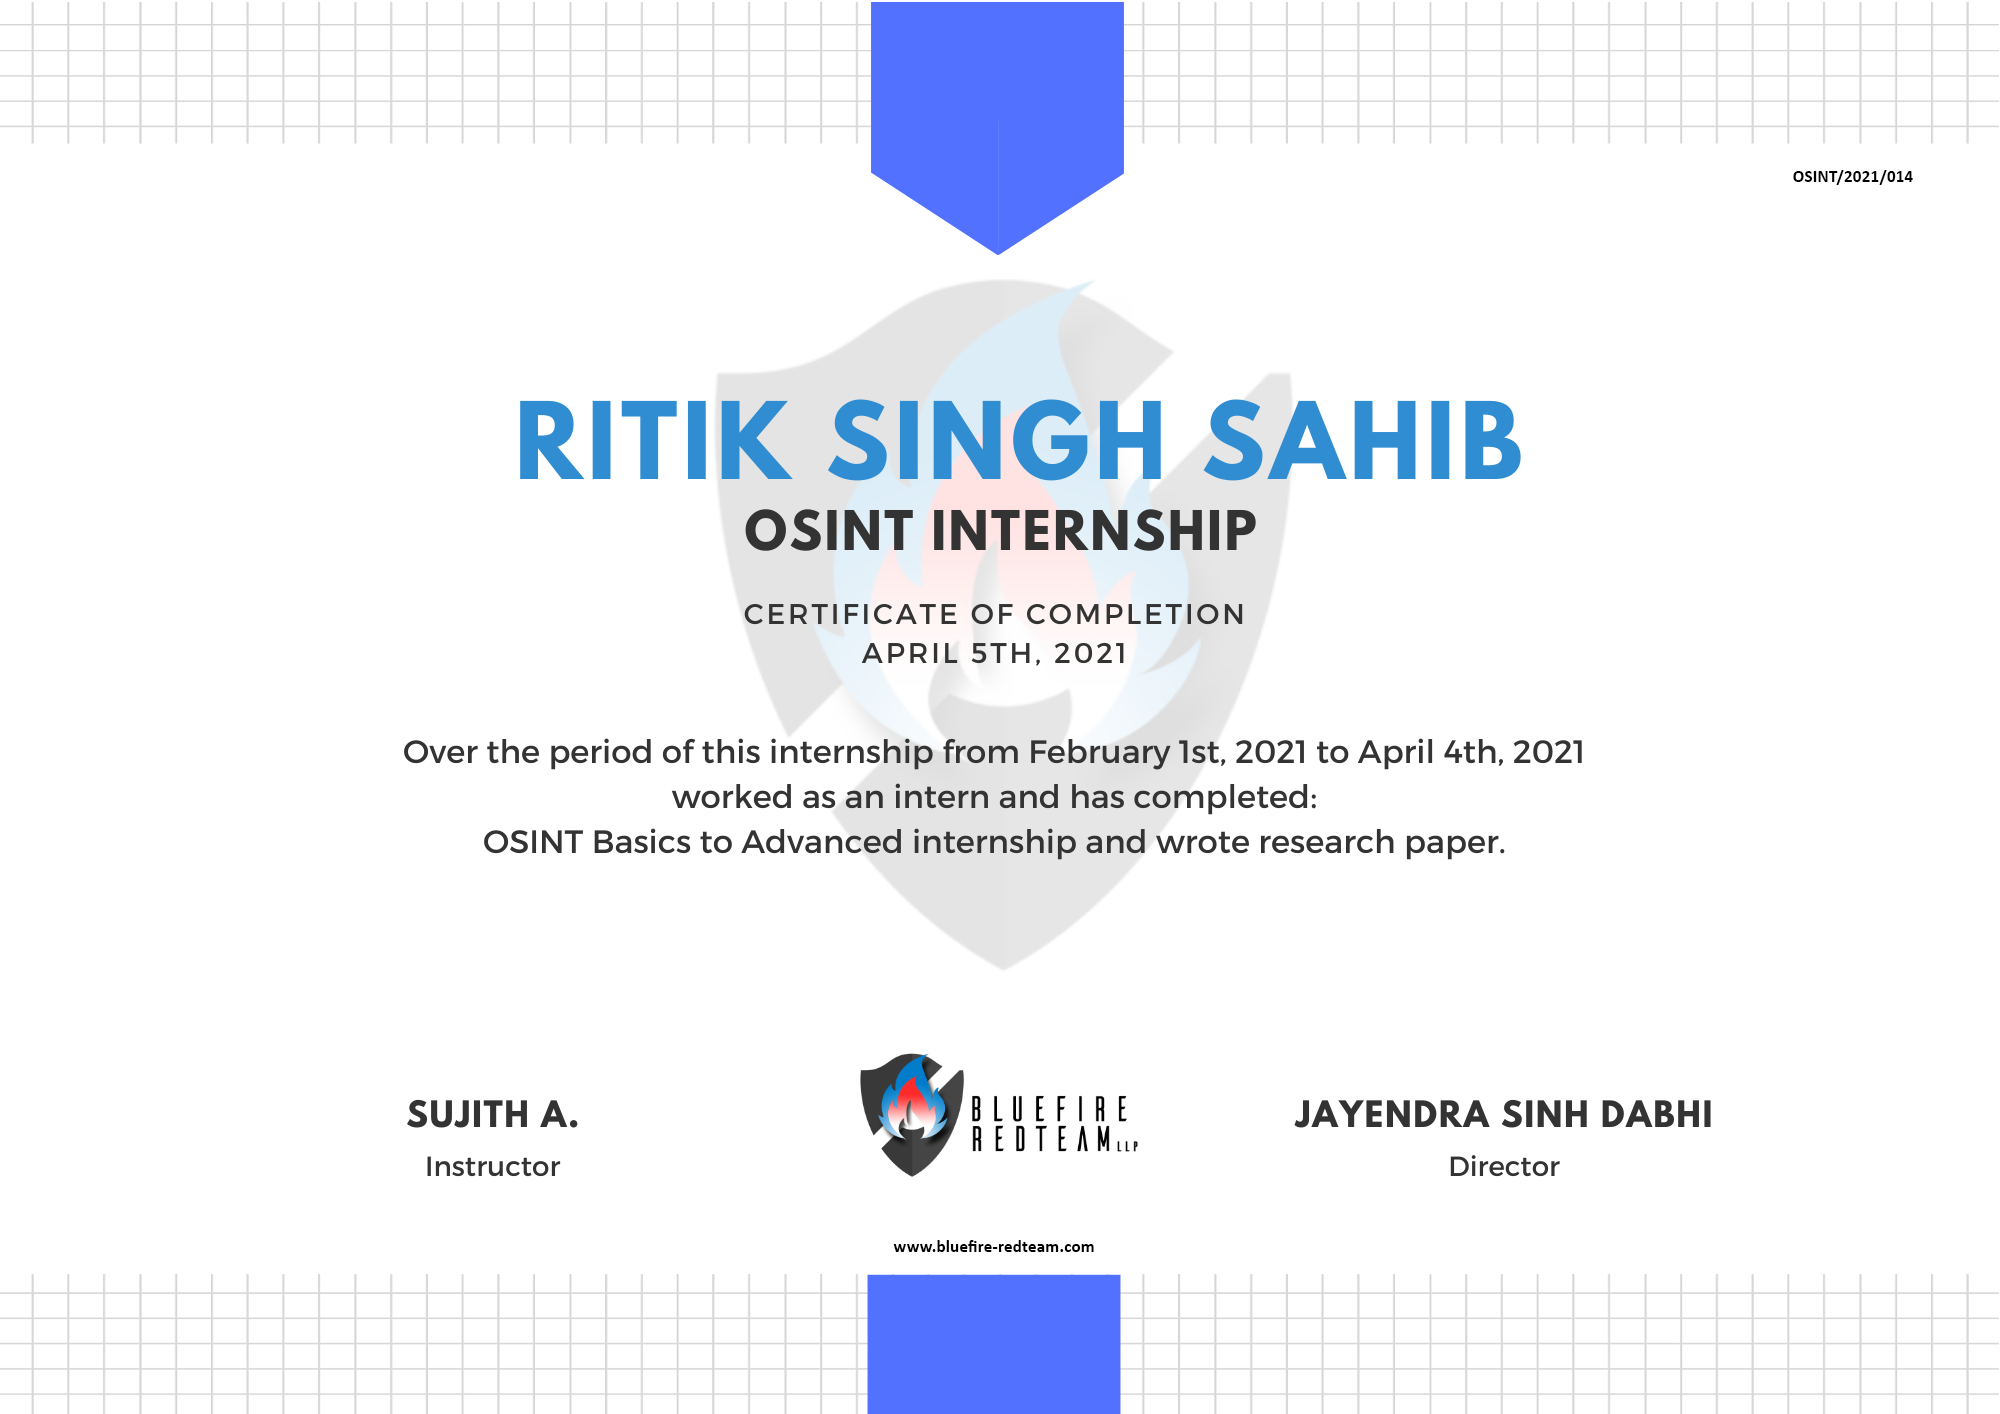 OSINT/2021/014
RITIK SINGH SAHIB
OSINT INTERNSHIP
CERTIFICATE OF COMPLETION
APRIL 5TH, 2021
Over the period of this internship from February 1st, 2021 to April 4th, 2021
worked as an intern and has completed:
OSINT Basics to Advanced internship and wrote research paper.
SUJITH A.
Instructor
BLUEFIRE
REDTEAM LLP
JAYENDRA SINH DABHI
Director
www.bluefire-redteam.com